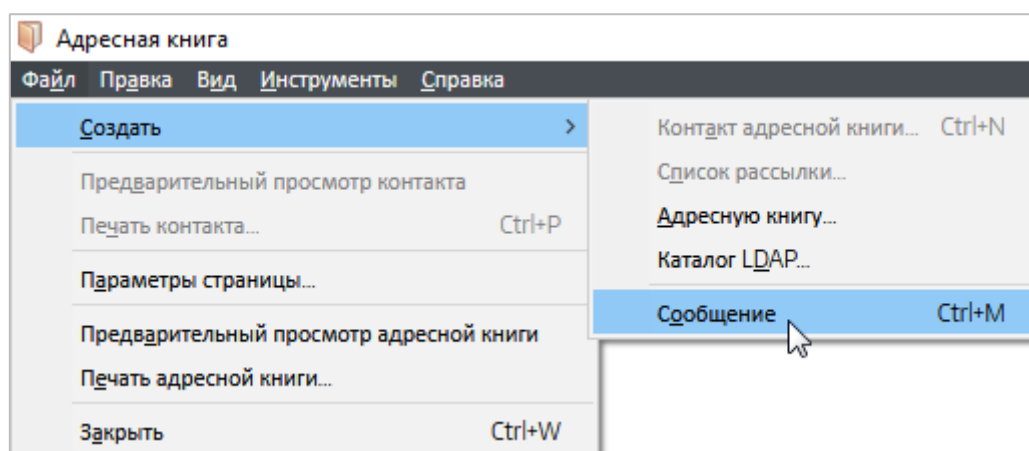 Адресная книга
Файл Правка Вид Инструменты Справка
Создать
Предварительный просмотр контакта
Печать контакта... Ctrl+P
Параметры страницы...
Предварительный просмотр адресной книги
Печать адресной книги...
Закрыть Ctrl+W
Контакт адресной книги... Ctrl+N
Список рассылки...
Адресную книгу...
Каталог LDAP...
Сообщение Ctrl+M